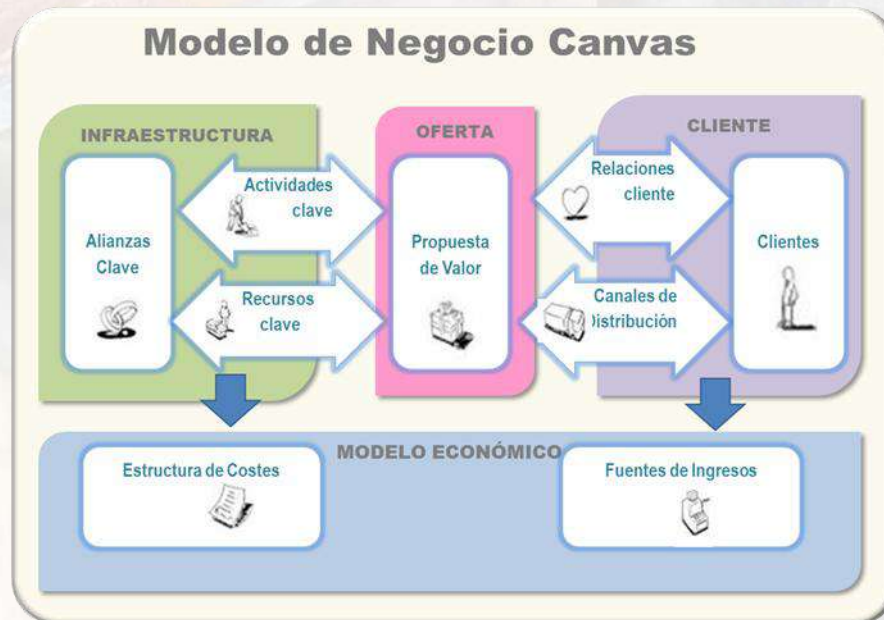 Modelo de Negocio Canvas
INFRAESTRUCTURA
OFERTA
CLIENTE
Alianzas
Clave
Actividades
clave
Recursos
clave
Propuesta
de Valor
Relaciones
cliente
Canales de
Distribución
Clientes
MODELO ECONÓMICO
Estructura de Costes
Fuentes de Ingresos